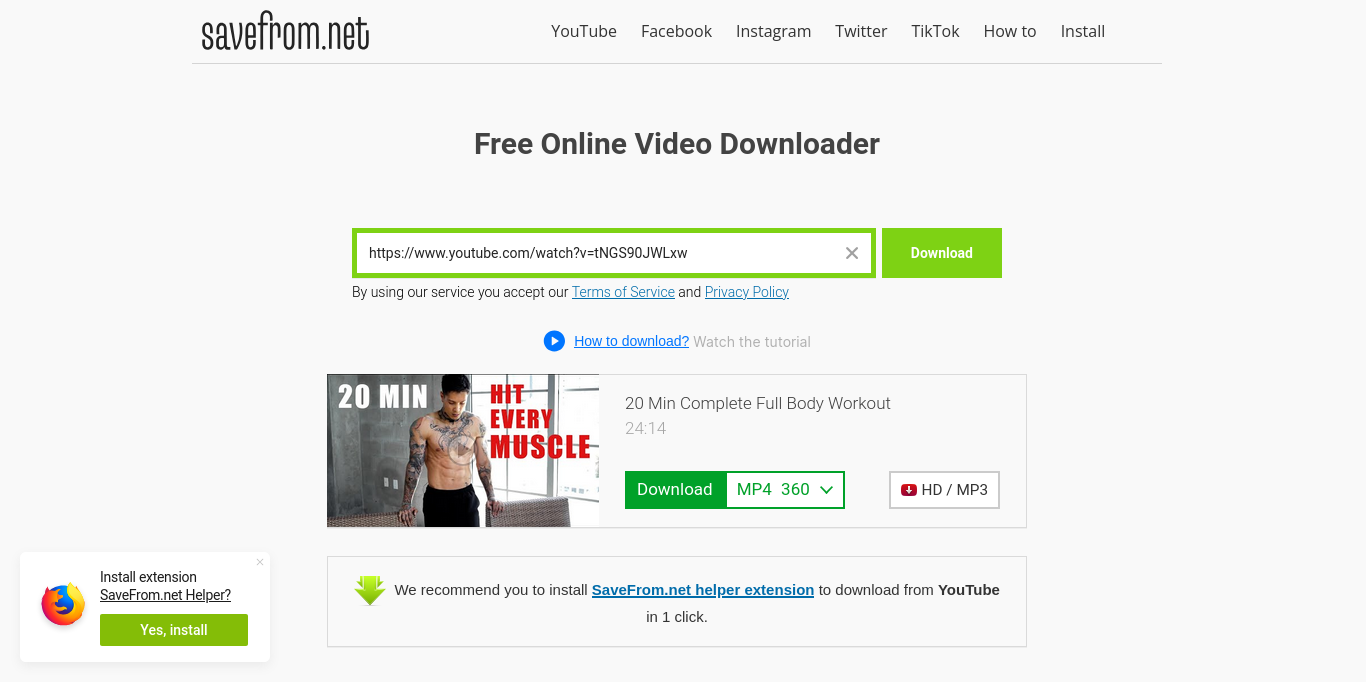 savefrom.net
YouTube Facebook Instagram Twitter TikTok How to Install
Free Online Video Downloader
https://www.youtube.com/watch?v=tNGS90JWLxw
Download
By using our service you accept our Terms of Service and Privacy Policy
How to download? Watch the tutorial
20 MIN
HIT
EVERY
MUSCLE
20 Min Complete Full Body Workout
24:14
Download MP4 360
HD / MP3
We recommend you to install SaveFrom.net helper extension to download from YouTube
in 1 click.
Install extension
SaveFrom.net Helper?
Yes, install